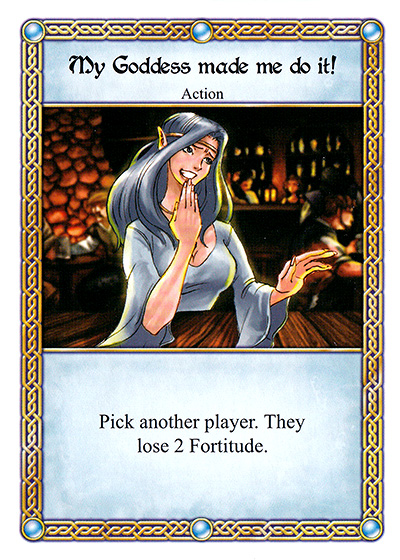 My Goddess made me do it!
Action
Pick another player. They
lose 2 Fortitude.